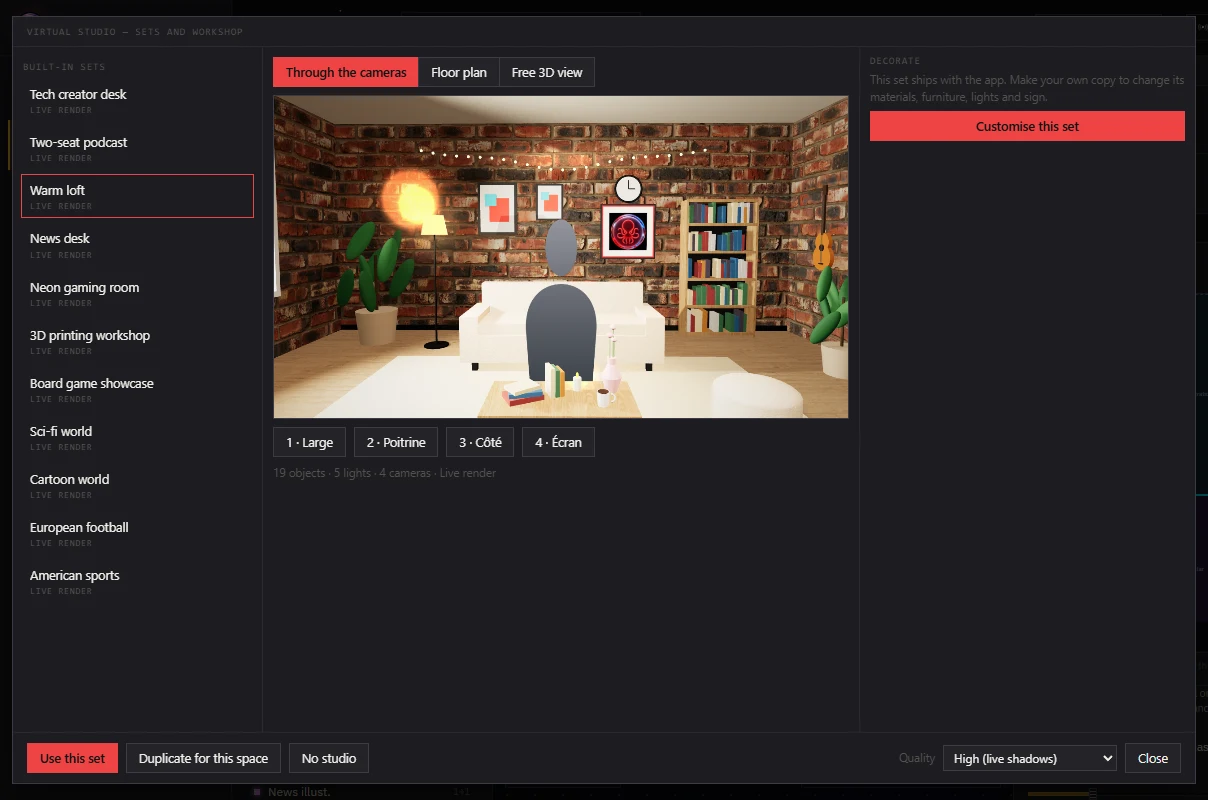 VIRTUAL STUDIO — SETS AND WORKSHOP
BUILT-IN SETS
Tech creator desk
LIVE RENDER
Two-seat podcast
LIVE RENDER
Warm loft
LIVE RENDER
News desk
LIVE RENDER
Neon gaming room
LIVE RENDER
3D printing workshop
LIVE RENDER
Board game showcase
LIVE RENDER
Sci-fi world
LIVE RENDER
Cartoon world
LIVE RENDER
European football
LIVE RENDER
American sports
LIVE RENDER
Through the cameras
Floor plan
Free 3D view
1 · Large
2 · Poitrine
3 · Côté
4 · Écran
19 objects · 5 lights · 4 cameras · Live render
DECORATE
This set ships with the app. Make your own copy to change its
materials, furniture, lights and sign.
Customise this set
Use this set
Duplicate for this space
No studio
Quality
High (live shadows)
Close
News illust.